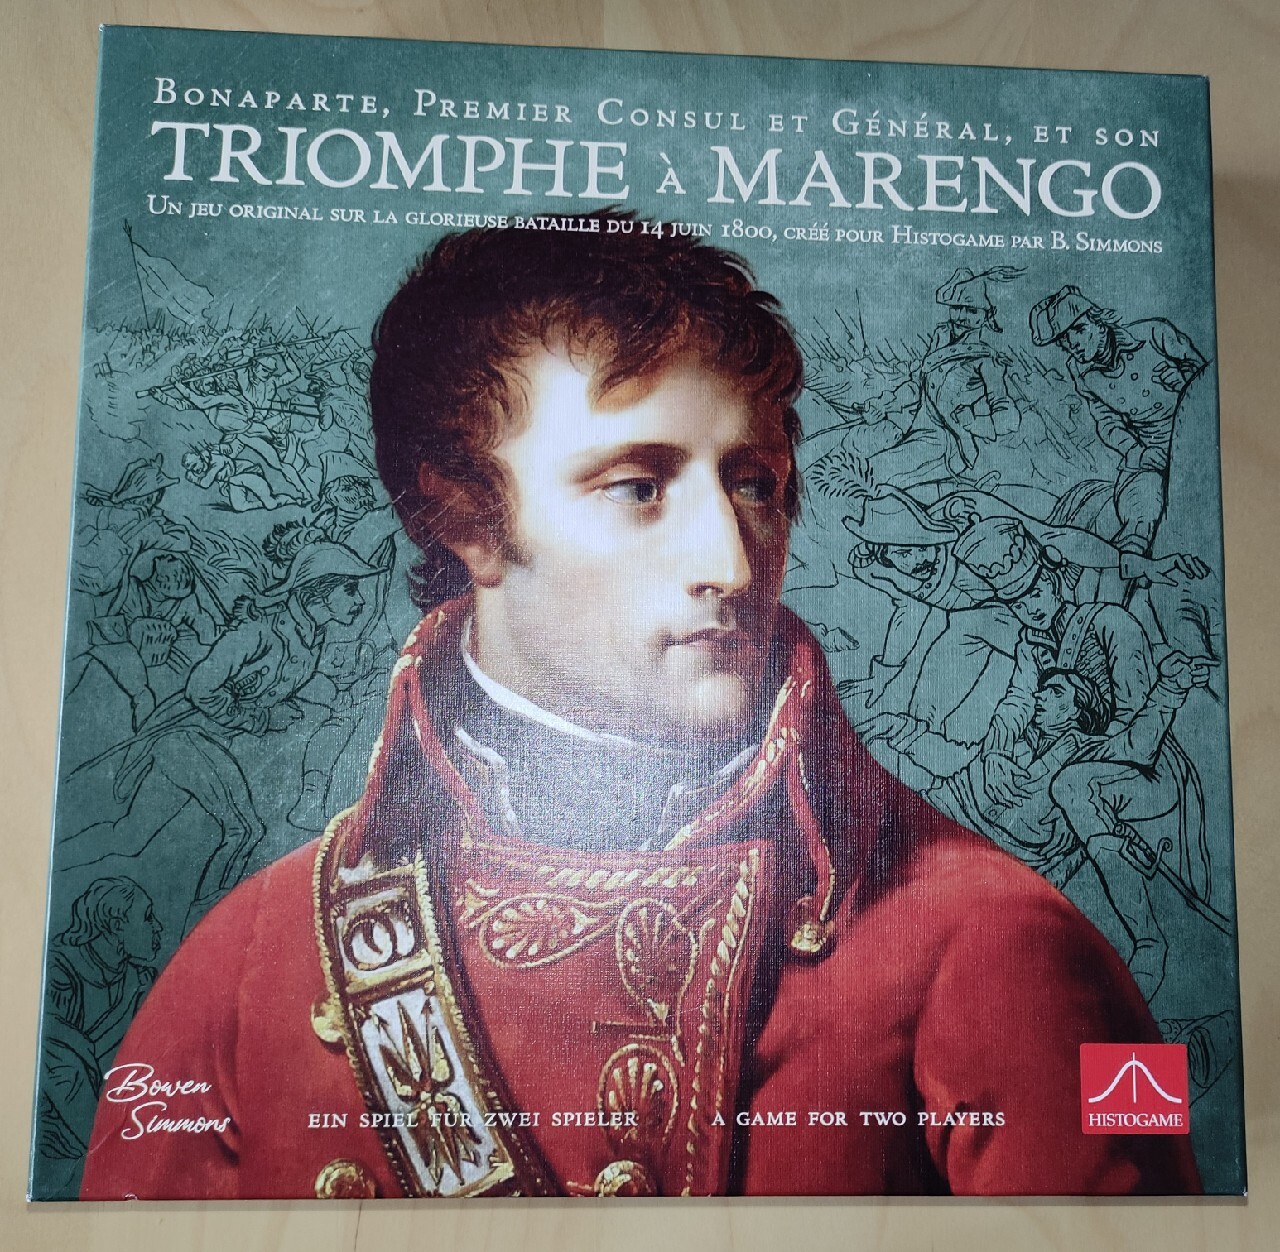 Bonaparte, Premier Consul et Général, et son
TRIOMPHE À MARENGO
Un jeu original sur la glorieuse bataille du 14 juin 1800, créé pour Histogame par B. Simmons
Bowen
Simmons
EIN SPIEL FÜR ZWEI SPIELER
A GAME FOR TWO PLAYERS
HISTOGAME